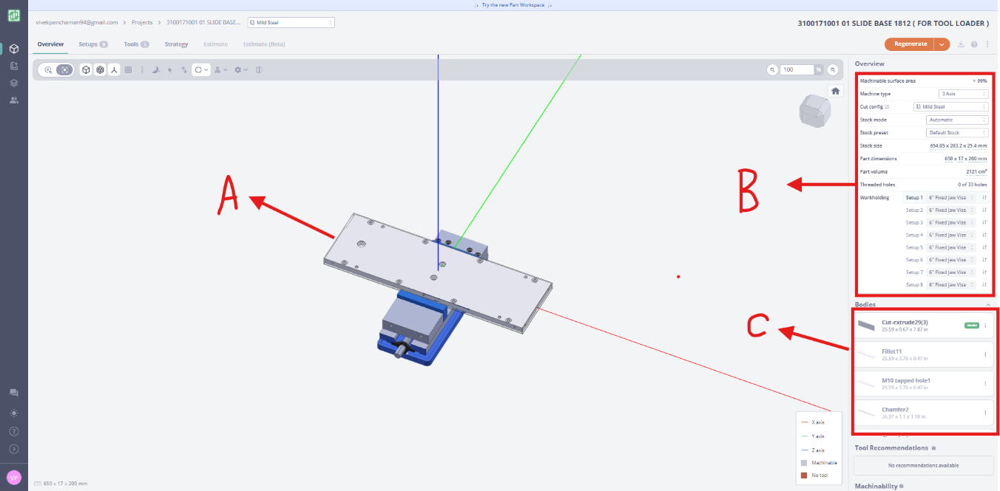 Try the new Part Workspace
vivekpanchaman94@gmail.com > Projects > 3100171001 01 SLIDE BASE... Mild Steel
3100171001 01 SLIDE BASE 1812 ( FOR TOOL LOADER )
Overview Setups 8 Tools 5 Strategy Estimate Estimate (Beta)
Regenerate
100 %
Overview
Machinable surface area 99%
Machine type 3 Axis
Cut config Mild Steel
Stock mode Automatic
Stock preset Default Stock
Stock size 654.05 x 203.2 x 25.4 mm
Part dimensions 650 x 17 x 200 mm
Part volume 2121 cm³
Threaded holes 0 of 33 holes
Workholding Setup 1 6" Fixed Jaw Vise
Setup 2 6" Fixed Jaw Vise
Setup 3 6" Fixed Jaw Vise
Setup 4 6" Fixed Jaw Vise
Setup 5 6" Fixed Jaw Vise
Setup 6 6" Fixed Jaw Vise
Setup 7 6" Fixed Jaw Vise
Setup 8 6" Fixed Jaw Vise
A
B
C
Bodies
Cut-extrude29(3) Model
25.59 x 0.67 x 7.87 in
Fillet11
25.59 x 3.76 x 0.47 in
M10 tapped hole1
25.59 x 3.76 x 0.47 in
Chamfer2
26.97 x 1.1 x 1.18 in
Tool Recommendations
No recommendations available
Machinability
X axis
Y axis
Z axis
Machinable
No tool
650 x 17 x 200 mm
VP